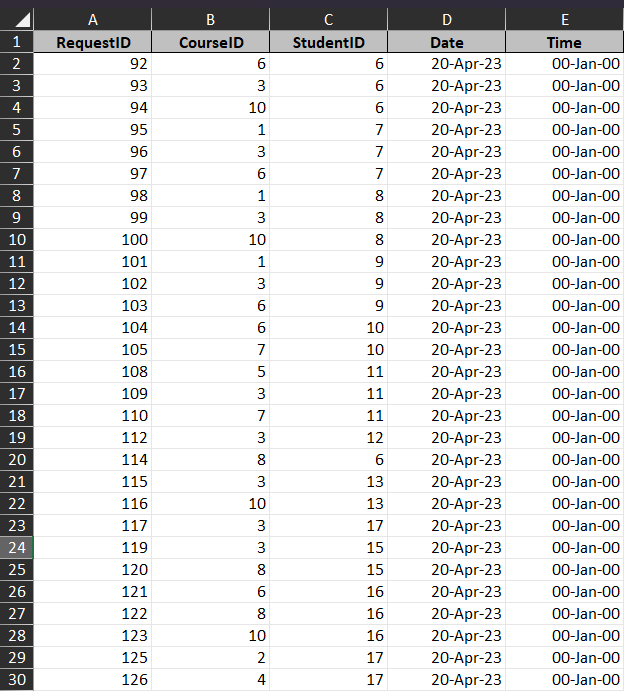 A B C D E
1 RequestID CourseID StudentID Date Time
2 92 6 6 20-Apr-23 00-Jan-00
3 93 3 6 20-Apr-23 00-Jan-00
4 94 10 6 20-Apr-23 00-Jan-00
5 95 1 7 20-Apr-23 00-Jan-00
6 96 3 7 20-Apr-23 00-Jan-00
7 97 6 7 20-Apr-23 00-Jan-00
8 98 1 8 20-Apr-23 00-Jan-00
9 99 3 8 20-Apr-23 00-Jan-00
10 100 10 8 20-Apr-23 00-Jan-00
11 101 1 9 20-Apr-23 00-Jan-00
12 102 3 9 20-Apr-23 00-Jan-00
13 103 6 9 20-Apr-23 00-Jan-00
14 104 6 10 20-Apr-23 00-Jan-00
15 105 7 10 20-Apr-23 00-Jan-00
16 108 5 11 20-Apr-23 00-Jan-00
17 109 3 11 20-Apr-23 00-Jan-00
18 110 7 11 20-Apr-23 00-Jan-00
19 112 3 12 20-Apr-23 00-Jan-00
20 114 8 6 20-Apr-23 00-Jan-00
21 115 3 13 20-Apr-23 00-Jan-00
22 116 10 13 20-Apr-23 00-Jan-00
23 117 3 17 20-Apr-23 00-Jan-00
24 119 3 15 20-Apr-23 00-Jan-00
25 120 8 15 20-Apr-23 00-Jan-00
26 121 6 16 20-Apr-23 00-Jan-00
27 122 8 16 20-Apr-23 00-Jan-00
28 123 10 16 20-Apr-23 00-Jan-00
29 125 2 17 20-Apr-23 00-Jan-00
30 126 4 17 20-Apr-23 00-Jan-00